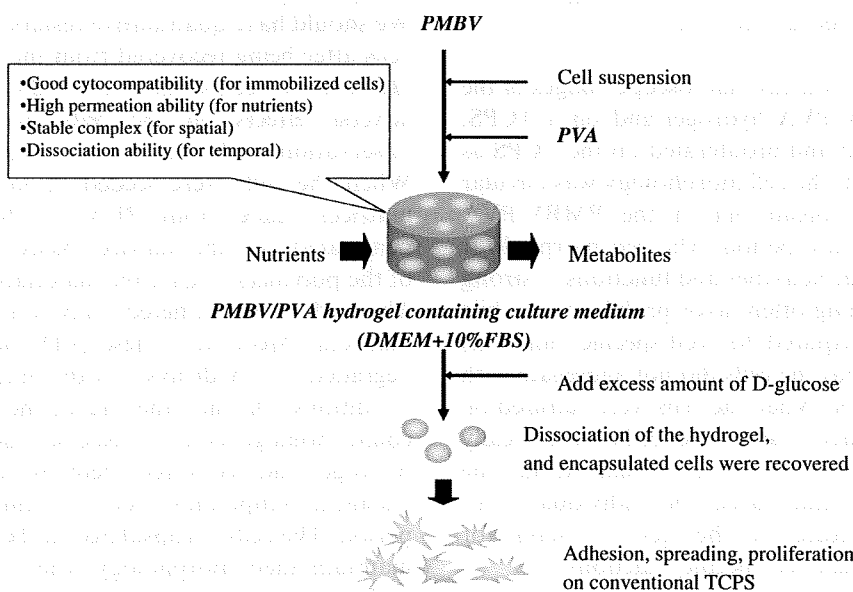 PMBV
Cell suspension
PVA
•Good cytocompatibility (for immobilized cells)
•High permeation ability (for nutrients)
•Stable complex (for spatial)
•Dissociation ability (for temporal)
Nutrients
Metabolites
PMBV/PVA hydrogel containing culture medium
(DMEM+10%FBS)
Add excess amount of D-glucose
Dissociation of the hydrogel,
and encapsulated cells were recovered
Adhesion, spreading, proliferation
on conventional TCPS